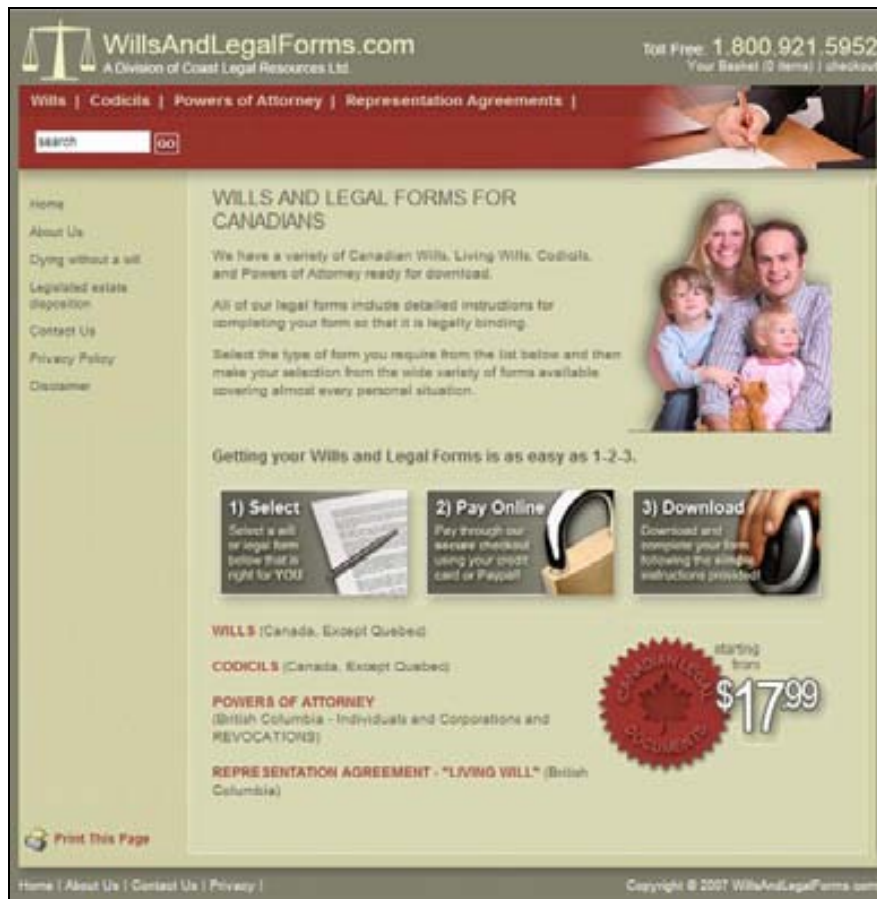 WillsAndLegalForms.com
A Division of Coast Legal Resources Ltd.
Toll Free: 1.800.921.5952
Your Basket (0 items) | checkout
Wills | Codicils | Powers of Attorney | Representation Agreements |
search GO
Home
About Us
Dying without a will
Legislated estate
disposition
Contact Us
Privacy Policy
Disclaimer
WILLS AND LEGAL FORMS FOR
CANADIANS
We have a variety of Canadian Wills, Living Wills, Codicils,
and Powers of Attorney ready for download.
All of our legal forms include detailed instructions for
completing your form so that it is legally binding.
Select the type of form you require from the list below and then
make your selection from the wide variety of forms available
covering almost every personal situation.
Getting your Wills and Legal Forms is as easy as 1-2-3.
1) Select
Select a will
or legal form
below that is
right for YOU!
2) Pay Online
Pay through our
secure checkout
using your credit
card or Paypal!
3) Download
Download and
complete your form
following the simple
instructions provided!
WILLS (Canada, Except Quebec)
CODICILS (Canada, Except Quebec)
POWERS OF ATTORNEY
(British Columbia - Individuals and Corporations and
REVOCATIONS)
REPRESENTATION AGREEMENT - "LIVING WILL" (British
Columbia)
CANADIAN LEGAL
DOCUMENTS
starting
from
$17.99
Print This Page
Home | About Us | Contact Us | Privacy |
Copyright © 2007 WillsAndLegalForms.com